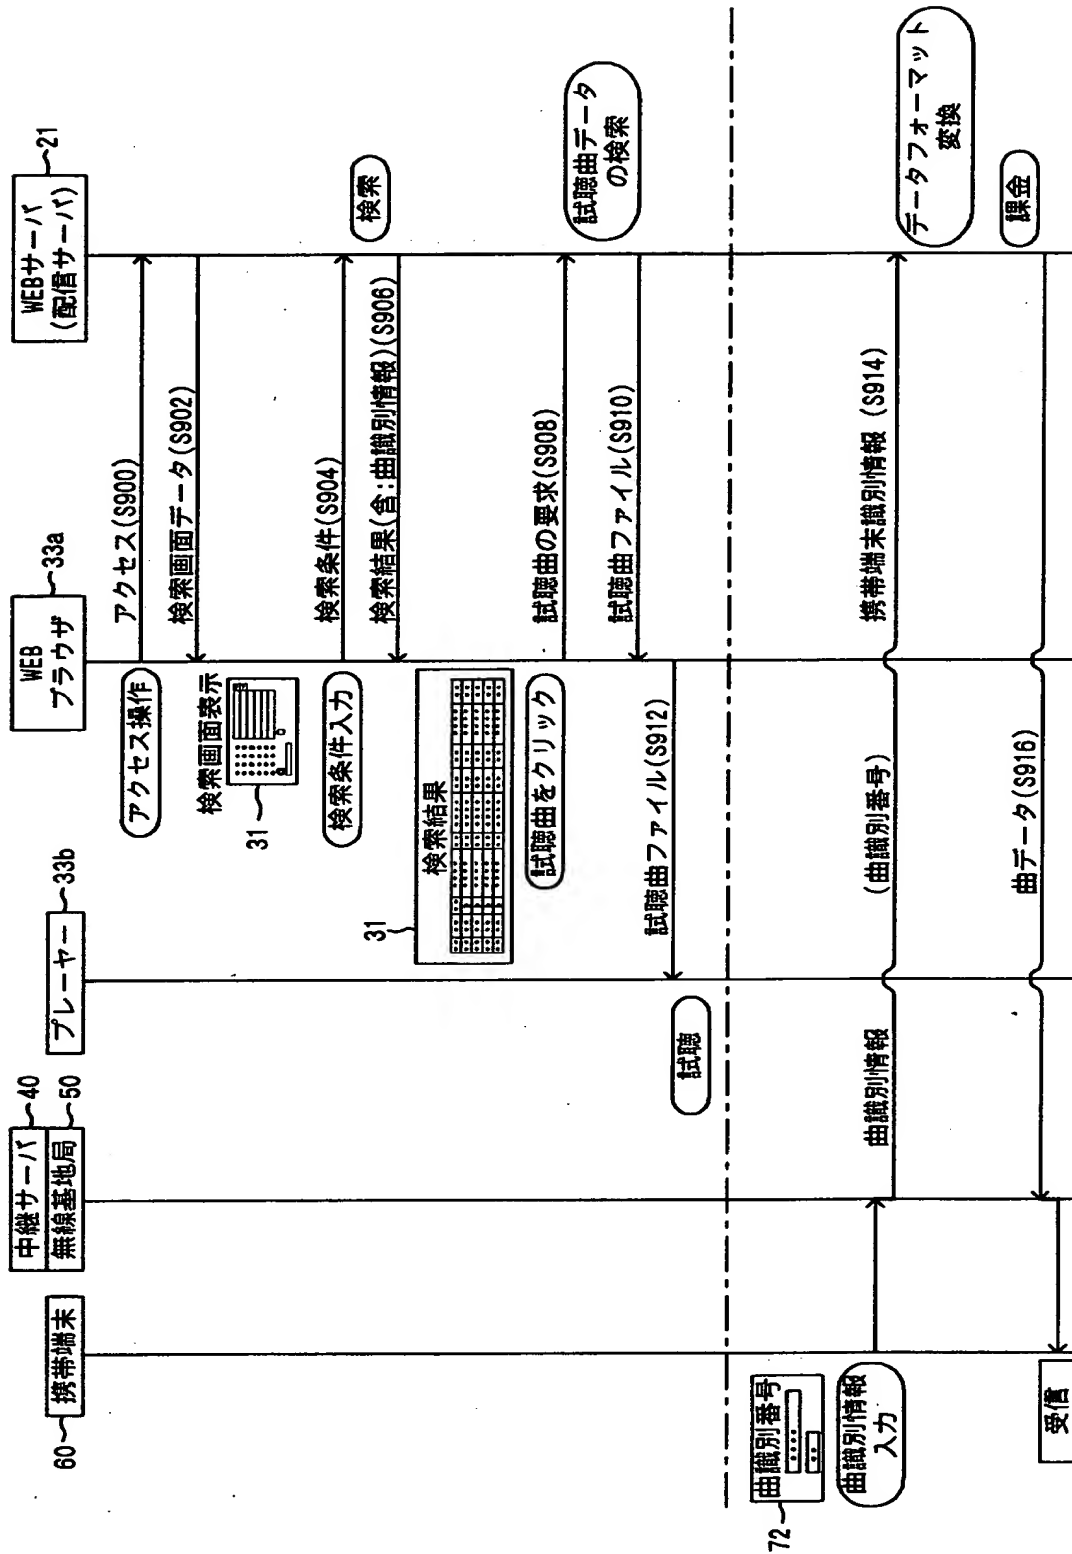 60
携帯端末
中継サーバ
40
無線基地局
50
プレーヤー
33b
WEB
ブラウザ
33a
WEBサーバ
(配信サーバ)
21
アクセス操作
アクセス(S900)
検索画面データ(S902)
検索画面表示
31
検索条件入力
検索条件(S904)
検索
検索結果(含:曲識別情報)(S906)
検索結果
31
試聴曲をクリック
試聴曲の要求(S908)
試聴曲データ
の検索
試聴曲ファイル(S910)
試聴曲ファイル(S912)
試聴
曲識別番号
72
曲識別情報
入力
曲識別情報
(曲識別番号)
携帯端末識別情報 (S914)
データフォーマット
変換
課金
曲データ(S916)
受信